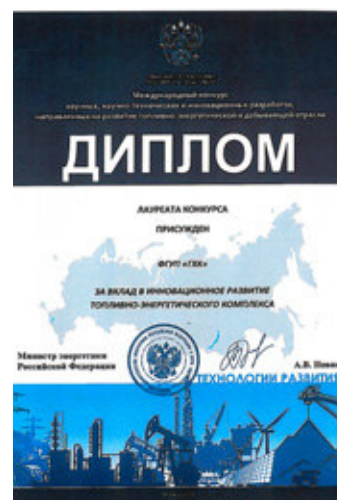 Международный конкурс
научных, научно-технических и инновационных разработок,
направленных на развитие топливно-энергетической и добывающей отрасли
ДИПЛОМ
ЛАУРЕАТА КОНКУРСА
ПРИСУЖДЕН
ФГУП «ГХК»
ЗА ВКЛАД В ИННОВАЦИОННОЕ РАЗВИТИЕ
ТОПЛИВНО-ЭНЕРГЕТИЧЕСКОГО КОМПЛЕКСА
Министр энергетики
Российской Федерации
А.В. Нова
ТЕХНОЛОГИИ РАЗВИТИЯ